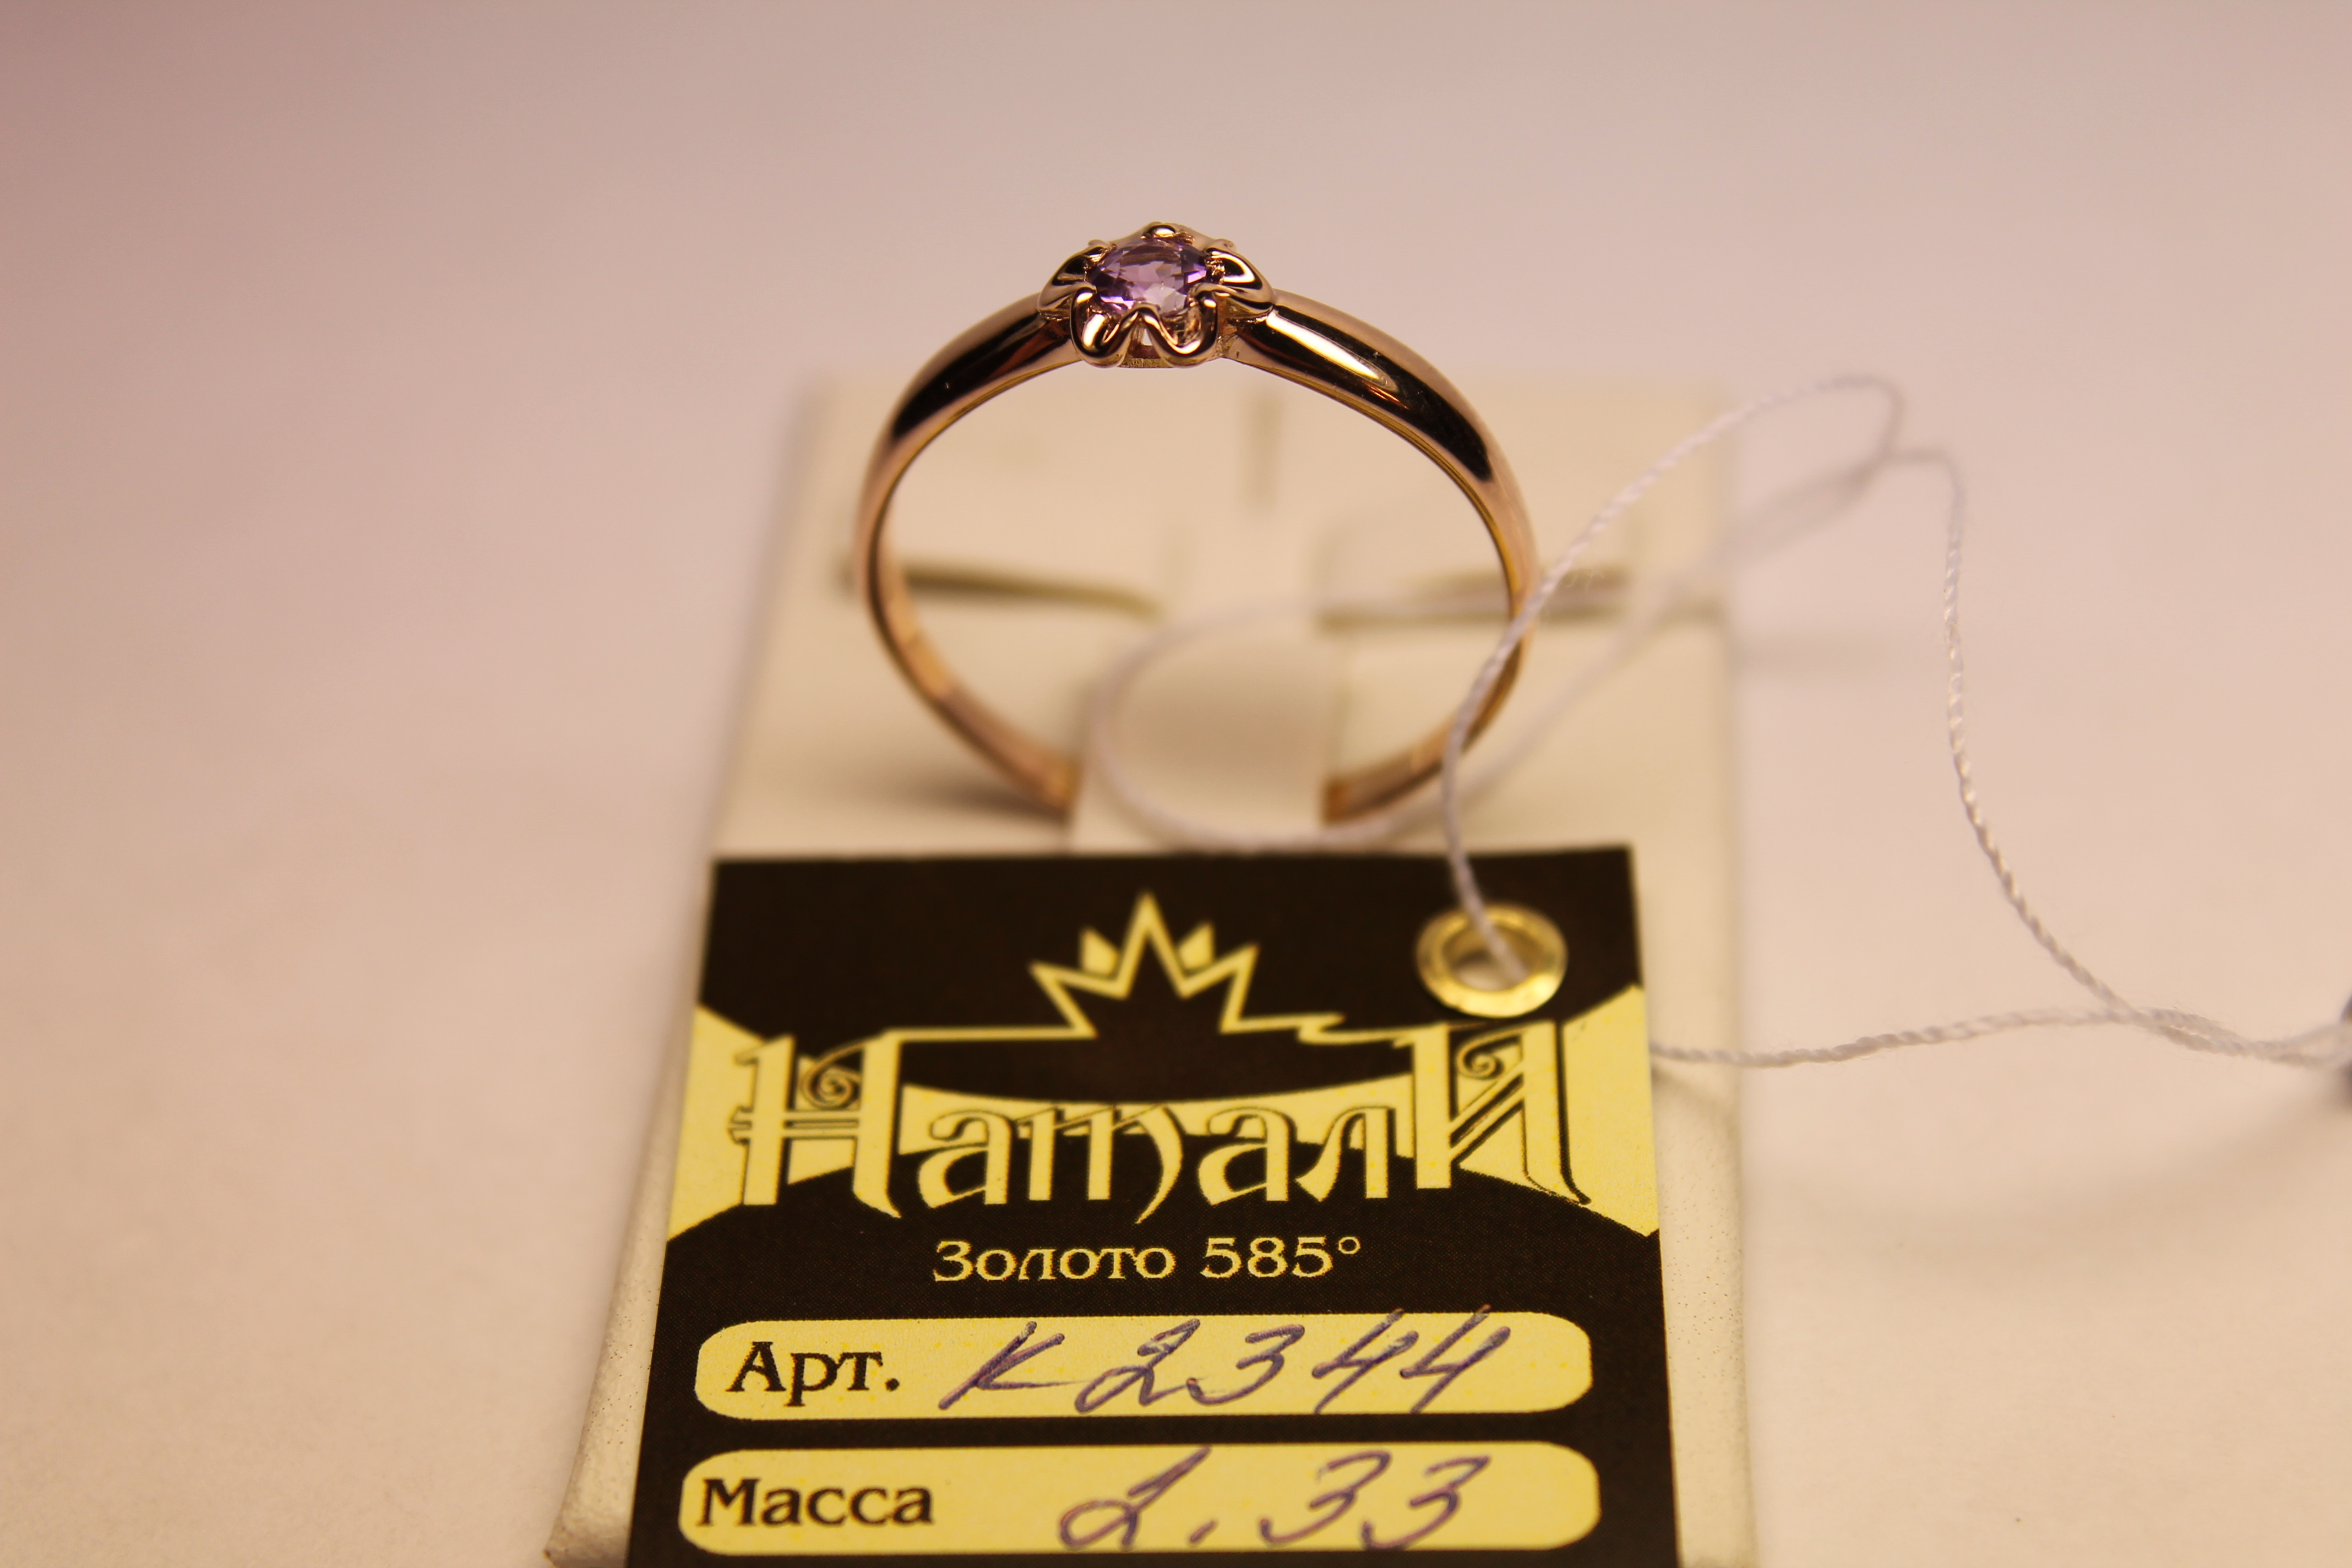 Натали
Золото 585°
Арт. К2344
Масса 2.33